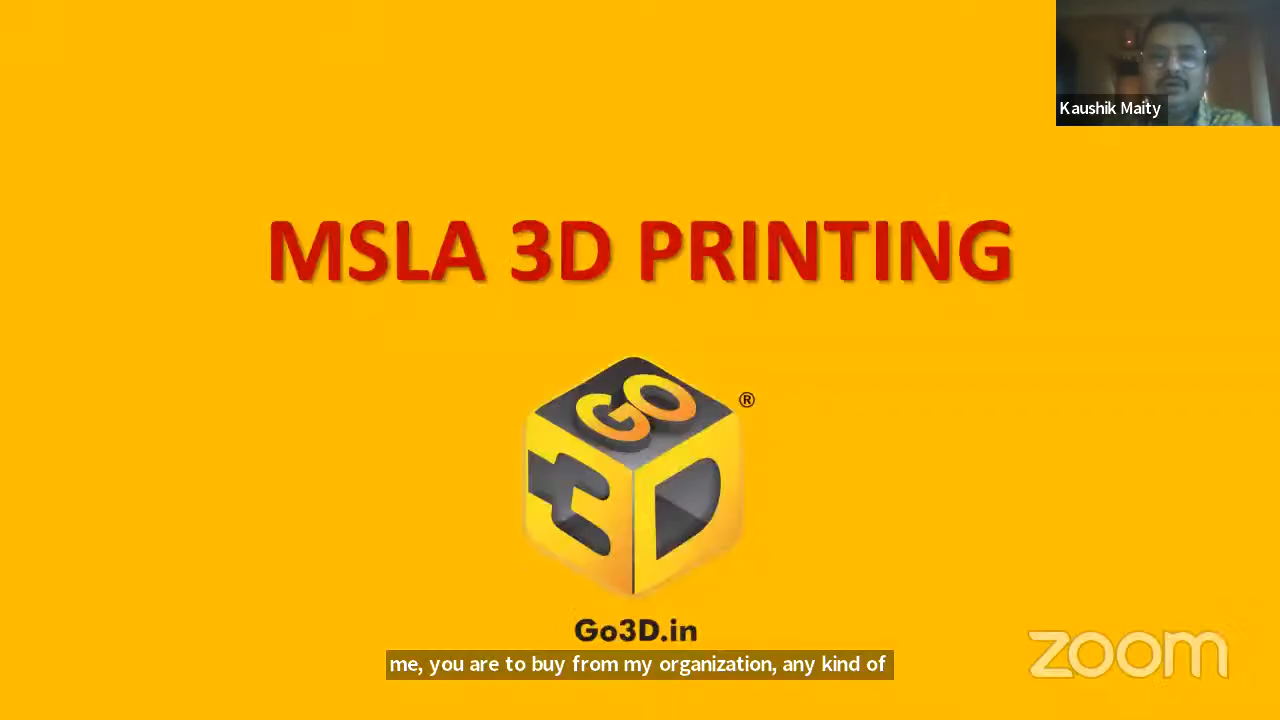 Kaushik Maity
MSLA 3D PRINTING
GO
3D
®
Go3D.in
me, you are to buy from my organization, any kind of
zoom